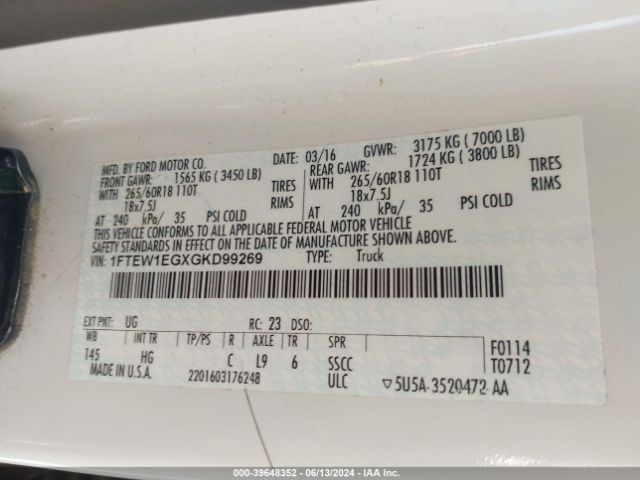 MFD. BY FORD MOTOR CO. DATE: 03/16 GVWR: 3175 KG ( 7000 LB)
FRONT GAWR: 1565 KG ( 3450 LB) REAR GAWR: 1724 KG ( 3800 LB)
WITH 265/60R18 110T TIRES WITH 265/60R18 110T TIRES
18x7.5J RIMS 18x7.5J RIMS
AT 240 kPa/ 35 PSI COLD AT 240 kPa/ 35 PSI COLD
THIS VEHICLE CONFORMS TO ALL APPLICABLE FEDERAL MOTOR VEHICLE
SAFETY STANDARDS IN EFFECT ON THE DATE OF MANUFACTURE SHOWN ABOVE.
VIN: 1FTEW1EGXGKD99269 TYPE: Truck
EXT PNT: UG RC: 23 DSO:
WB INT TR TP/PS R AXLE TR SPR F0114
145 HG C L9 6 SSCC T0712
MADE IN U.S.A. 2201603176248 ULC ▽5U5A-3520472-AA
000-39648352 - 06/13/2024 - IAA Inc.